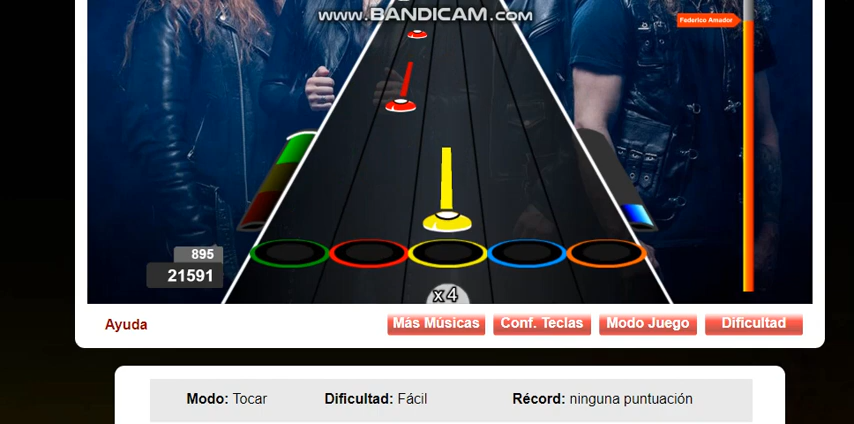 www.BANDICAM.com
Federico Amador
895
21591
x4
Ayuda
Más Músicas
Conf. Teclas
Modo Juego
Dificultad
Modo: Tocar
Dificultad: Fácil
Récord: ninguna puntuación